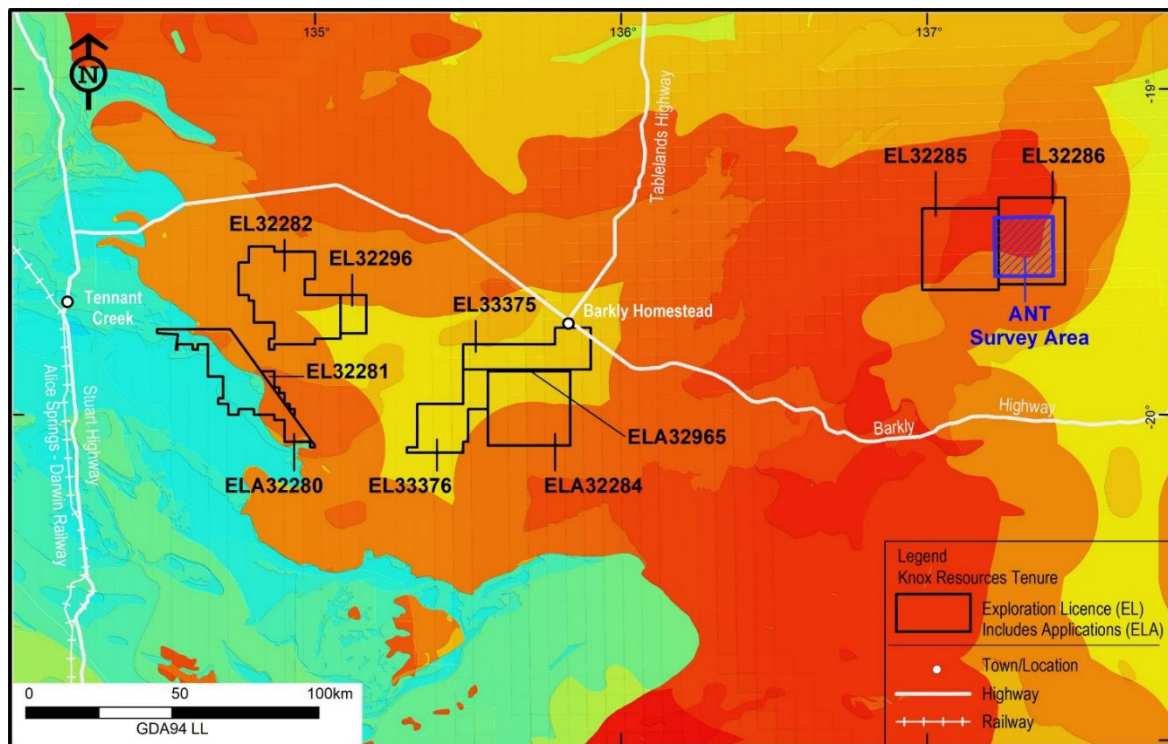 135°
136°
137°
N
-19°
Tablelands Highway
EL32285
EL32286
EL32282
EL32296
EL33375
Barkly Homestead
Tennant
Creek
ANT
Survey Area
EL32281
Stuart Highway
Alice Springs - Darwin Railway
-20°
Barkly
Highway
ELA32965
ELA32280
EL33376
ELA32284
Legend
Knox Resources Tenure
Exploration Licence (EL)
Includes Applications (ELA)
Town/Location
Highway
Railway
0 50 100km
GDA94 LL